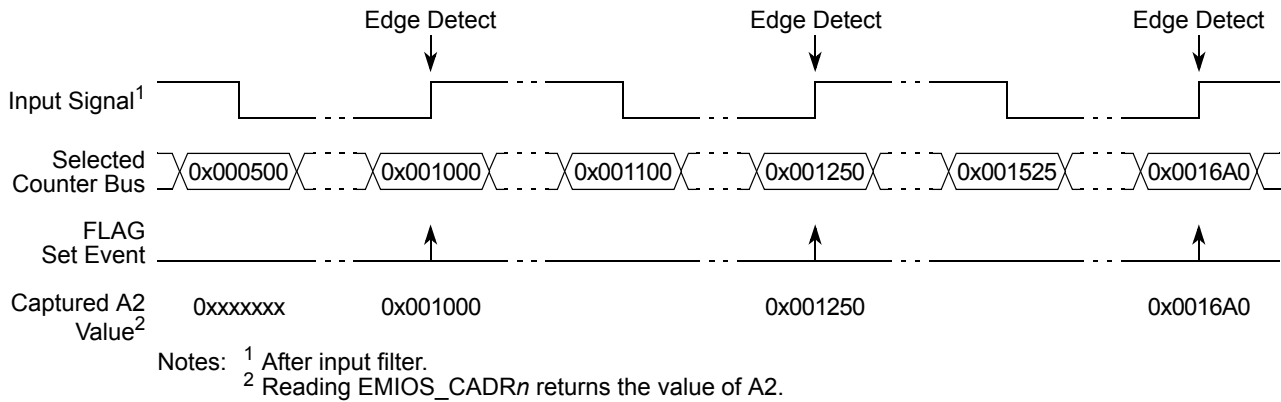 Edge Detect Edge Detect Edge Detect
Input Signal1
Selected
Counter Bus
0x000500 0x001000 0x001100 0x001250 0x001525 0x0016A0
FLAG
Set Event
Captured A2
Value2
0xxxxxxx 0x001000 0x001250 0x0016A0
Notes: 1 After input filter.
2 Reading EMIOS_CADRn returns the value of A2.